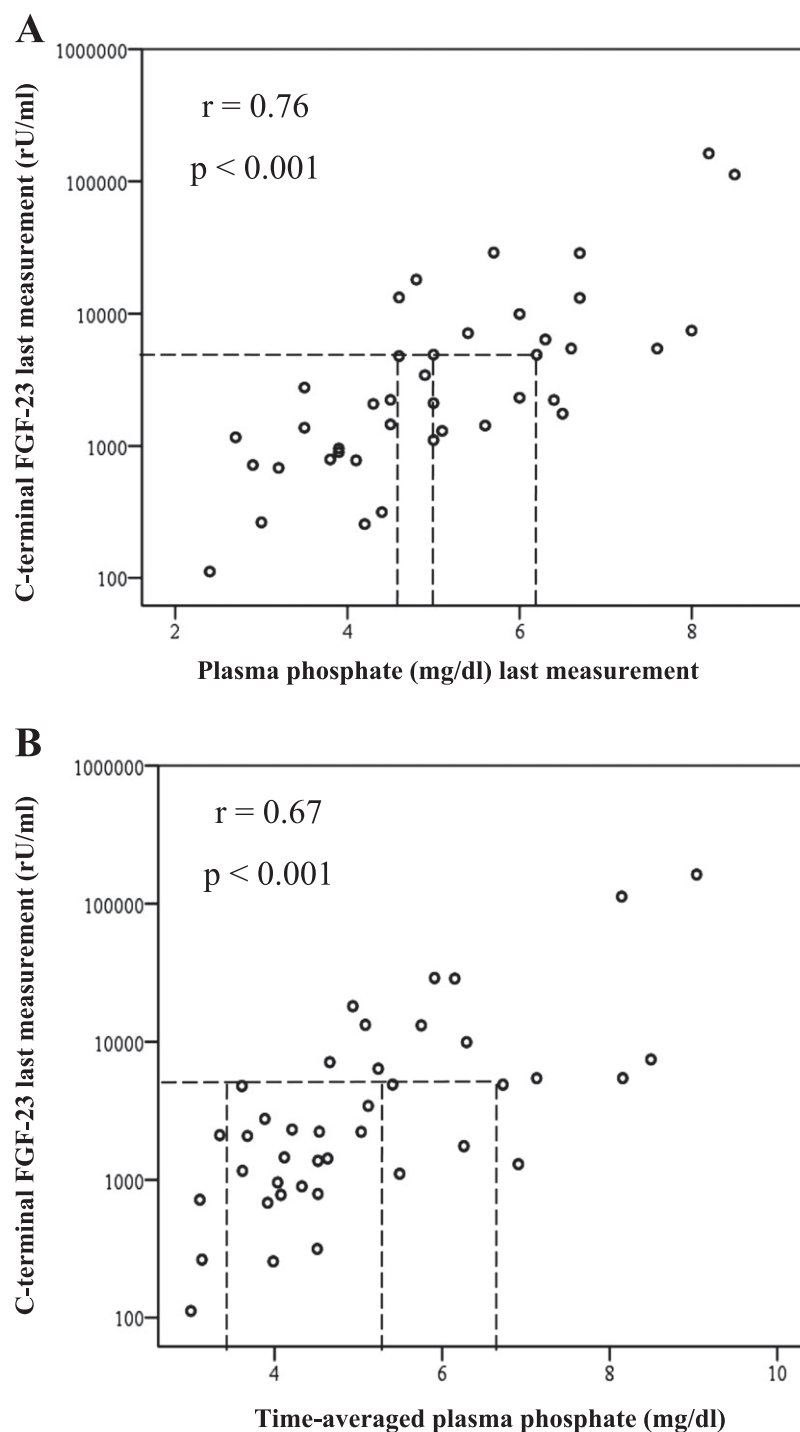 A
C-terminal FGF-23 last measurement (rU/ml)
1000000
100000
10000
1000
100
r = 0.76
p < 0.001
2 4 6 8
Plasma phosphate (mg/dl) last measurement
B
C-terminal FGF-23 last measurement (rU/ml)
1000000
100000
10000
1000
100
r = 0.67
p < 0.001
4 6 8 10
Time-averaged plasma phosphate (mg/dl)